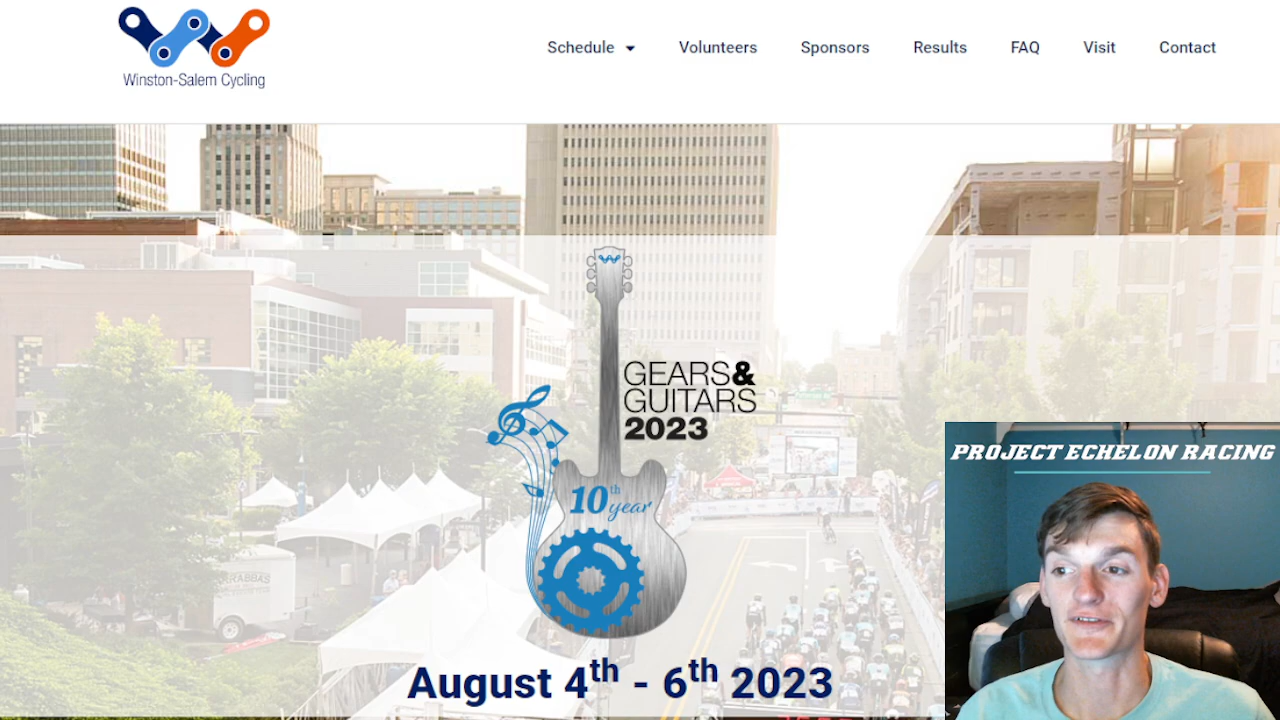 Winston-Salem Cycling
Schedule
Volunteers
Sponsors
Results
FAQ
Visit
Contact
GEARS&
GUITARS
2023
10th
year
PROJECT ECHELON RACING
August 4th - 6th 2023